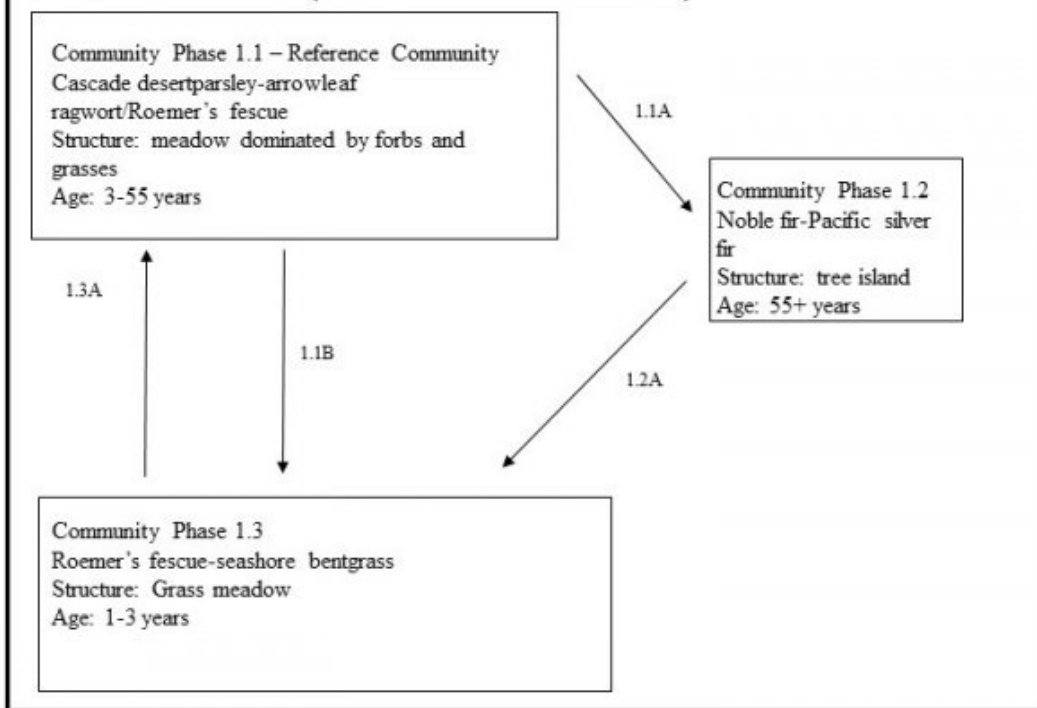 Community Phase 1.1 – Reference Community
Cascade desertparsley-arrowleaf
ragwort/Roemer's fescue
Structure: meadow dominated by forbs and
grasses
Age: 3-55 years
1.1A
Community Phase 1.2
Noble fir-Pacific silver
fir
Structure: tree island
Age: 55+ years
1.3A
1.1B
1.2A
Community Phase 1.3
Roemer's fescue-seashore bentgrass
Structure: Grass meadow
Age: 1-3 years